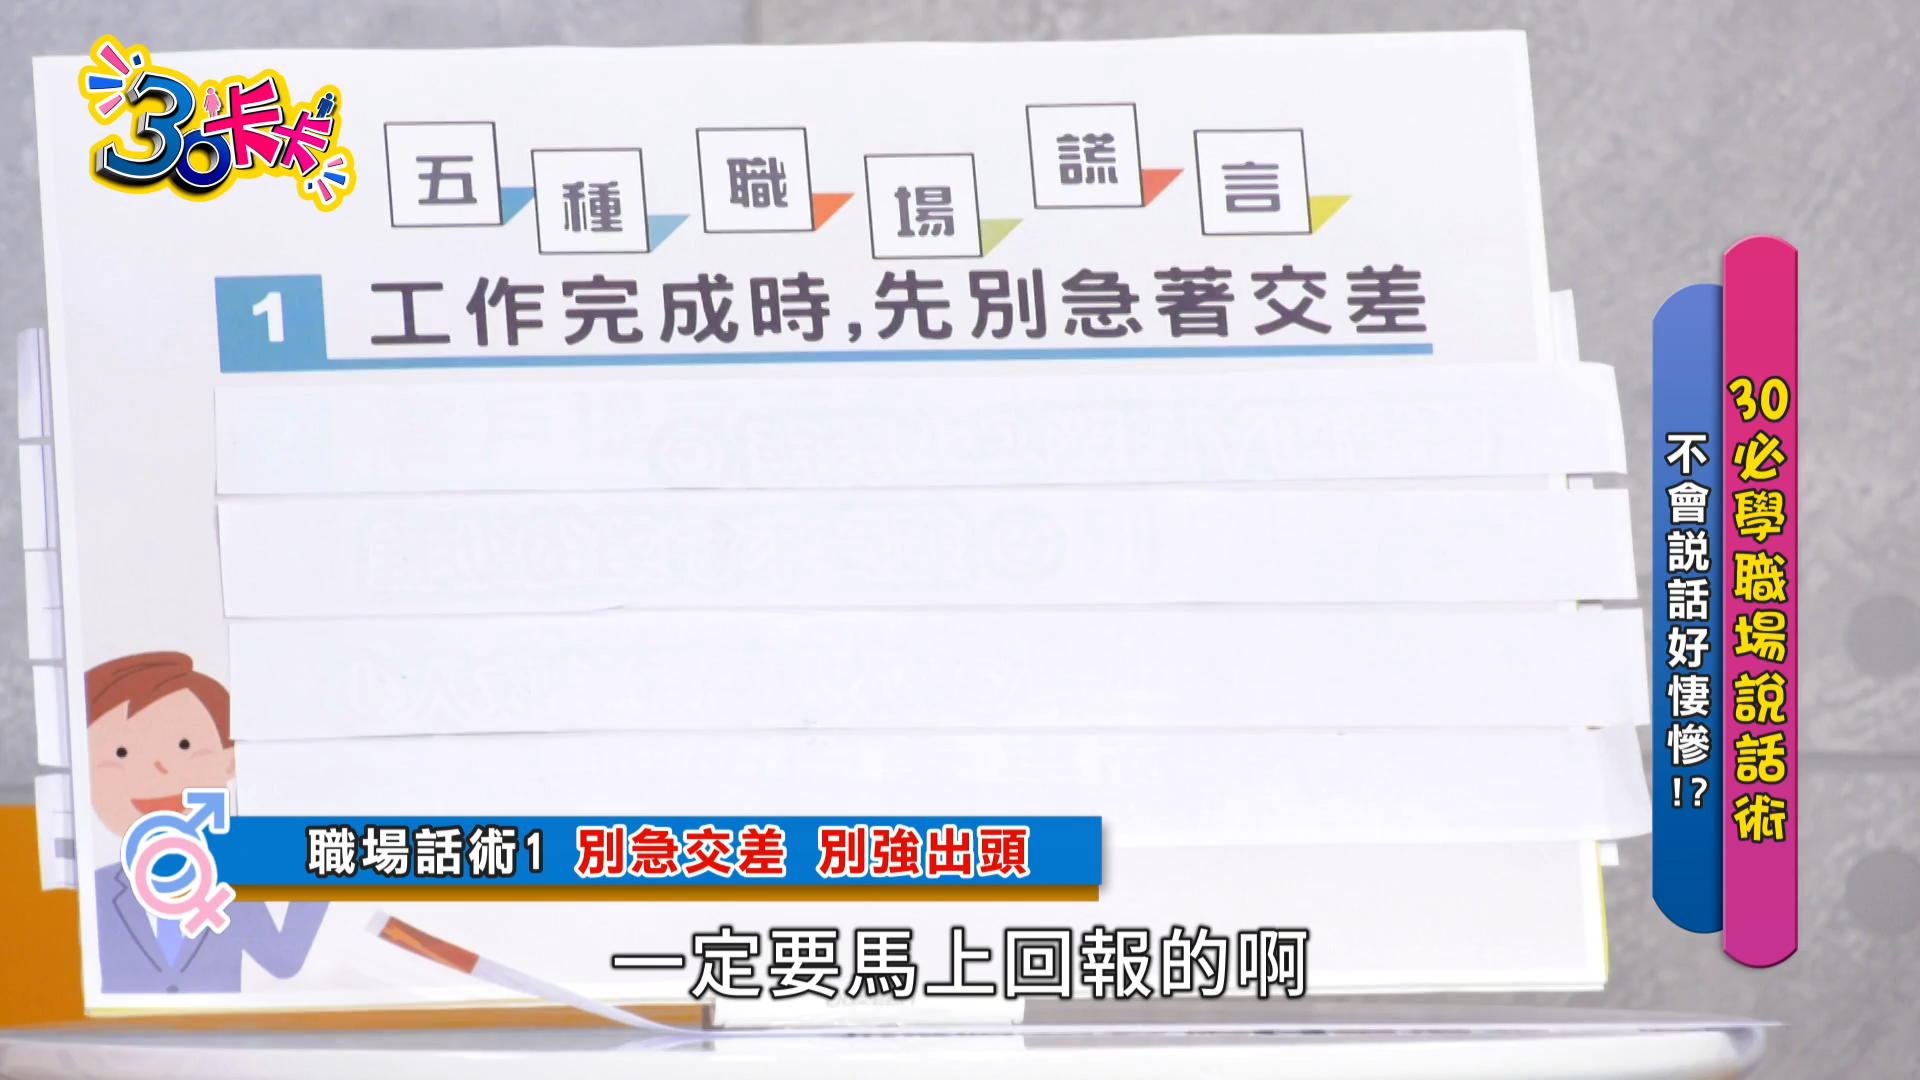 30卡卡
五種職場謊言
1 工作完成時,先別急著交差
30必學職場說話術
不會說話好悽慘!?
職場話術1 別急交差 別強出頭
一定要馬上回報的啊